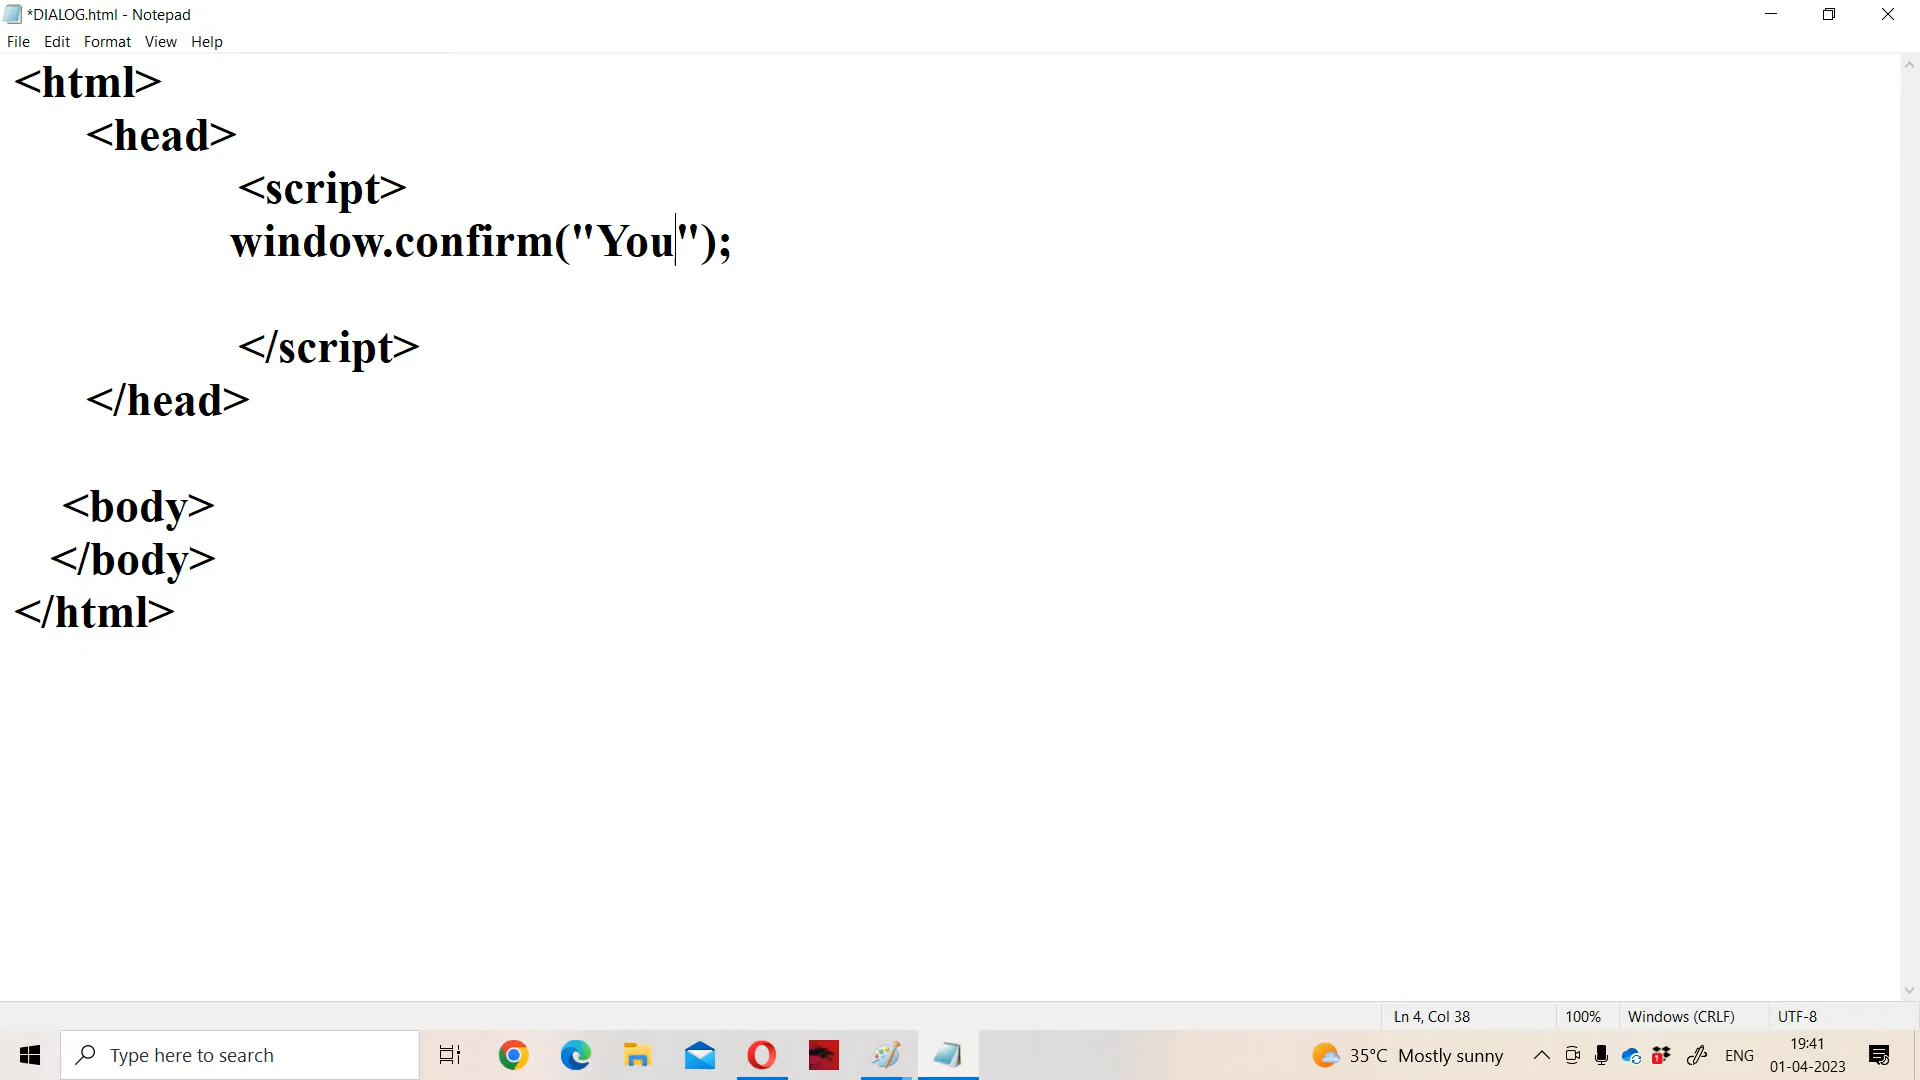 *DIALOG.html - Notepad
File Edit Format View Help
<html>
<head>
<script>
window.confirm("You");
</script>
</head>
<body>
</body>
</html>
Ln 4, Col 38 100% Windows (CRLF) UTF-8
Type here to search 35°C Mostly sunny 1 ENG 19:41
01-04-2023